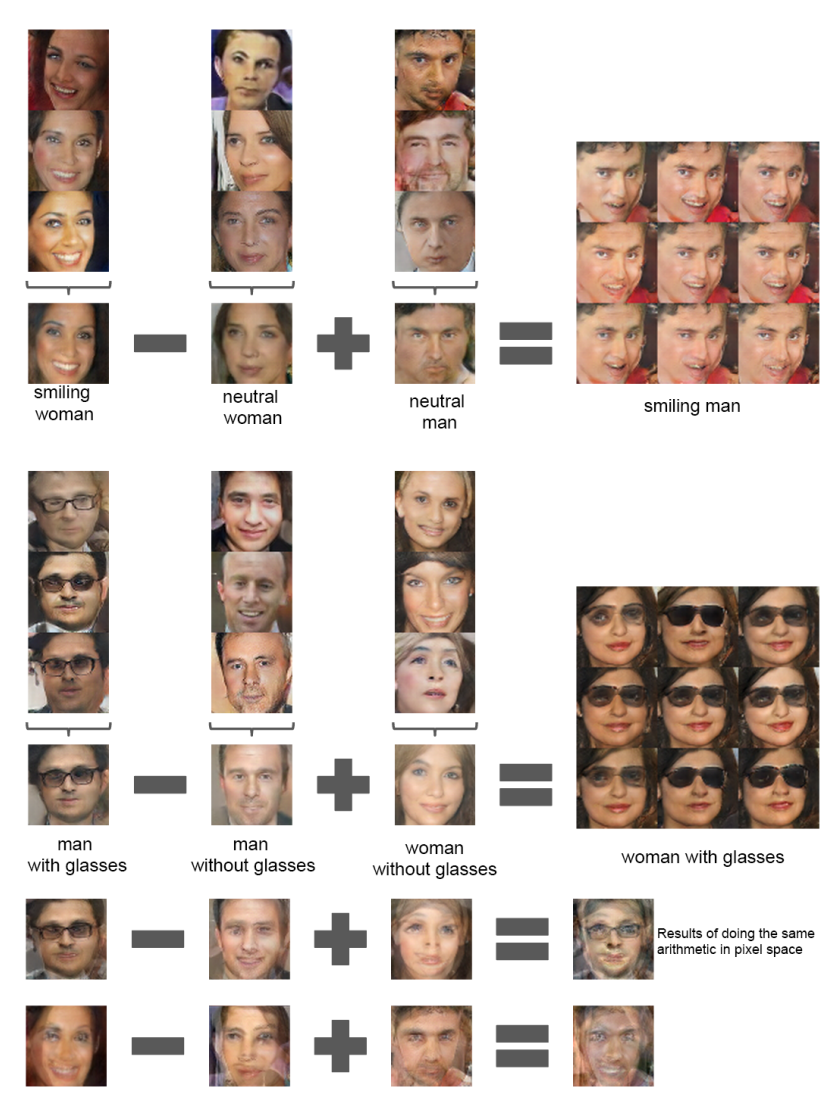 smiling
woman
neutral
woman
neutral
man
smiling man
man
with glasses
man
without glasses
woman
without glasses
woman with glasses
Results of doing the same
arithmetic in pixel space